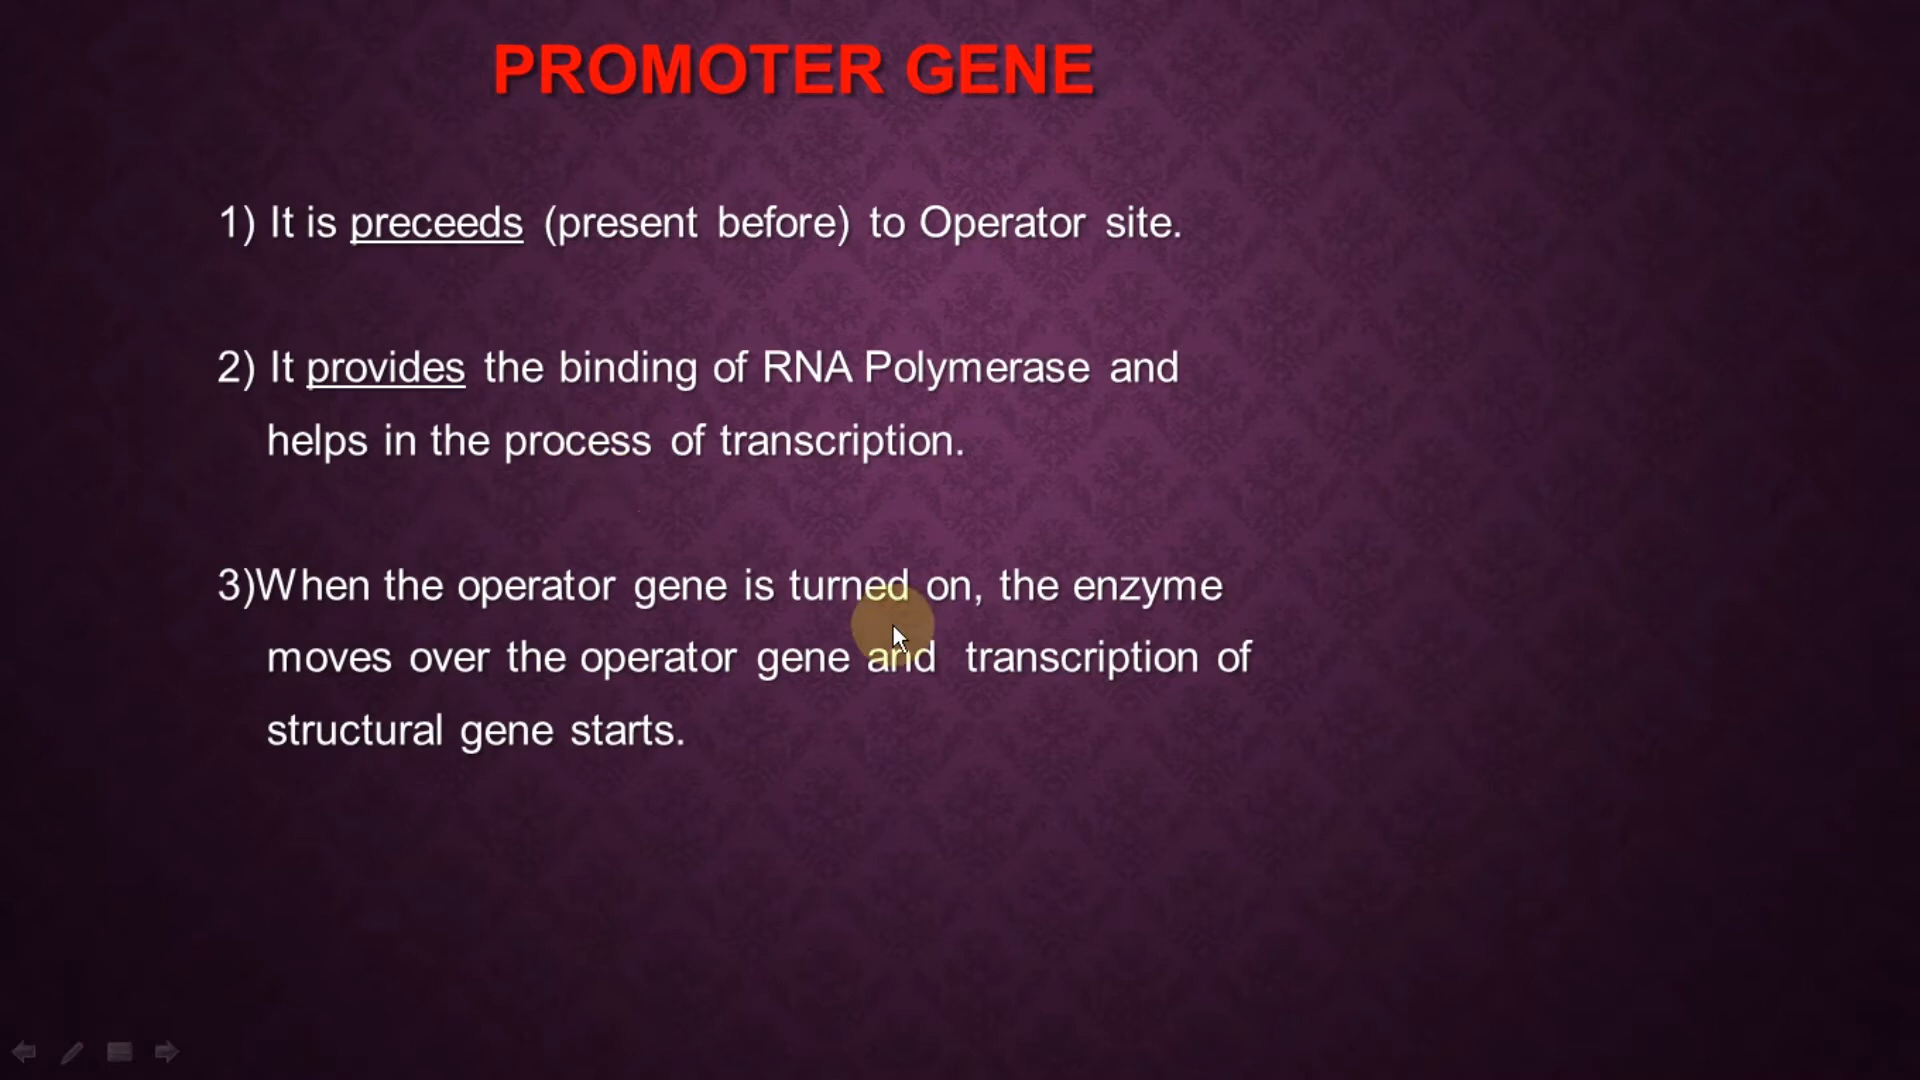 PROMOTER GENE
1) It is preceeds (present before) to Operator site.
2) It provides the binding of RNA Polymerase and
helps in the process of transcription.
3)When the operator gene is turned on, the enzyme
moves over the operator gene and transcription of
structural gene starts.